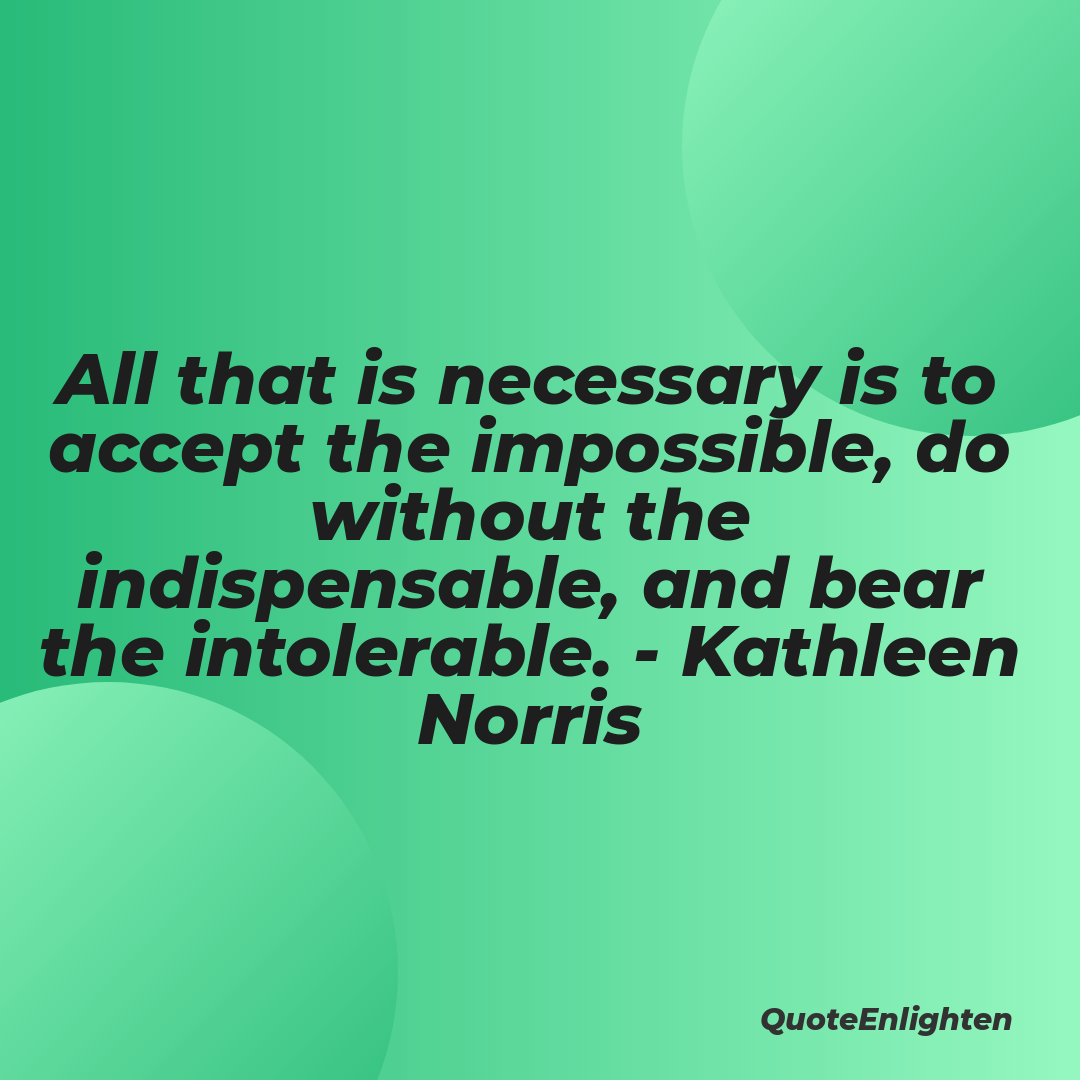 All that is necessary is to
accept the impossible, do
without the
indispensable, and bear
the intolerable. - Kathleen
Norris
QuoteEnlighten